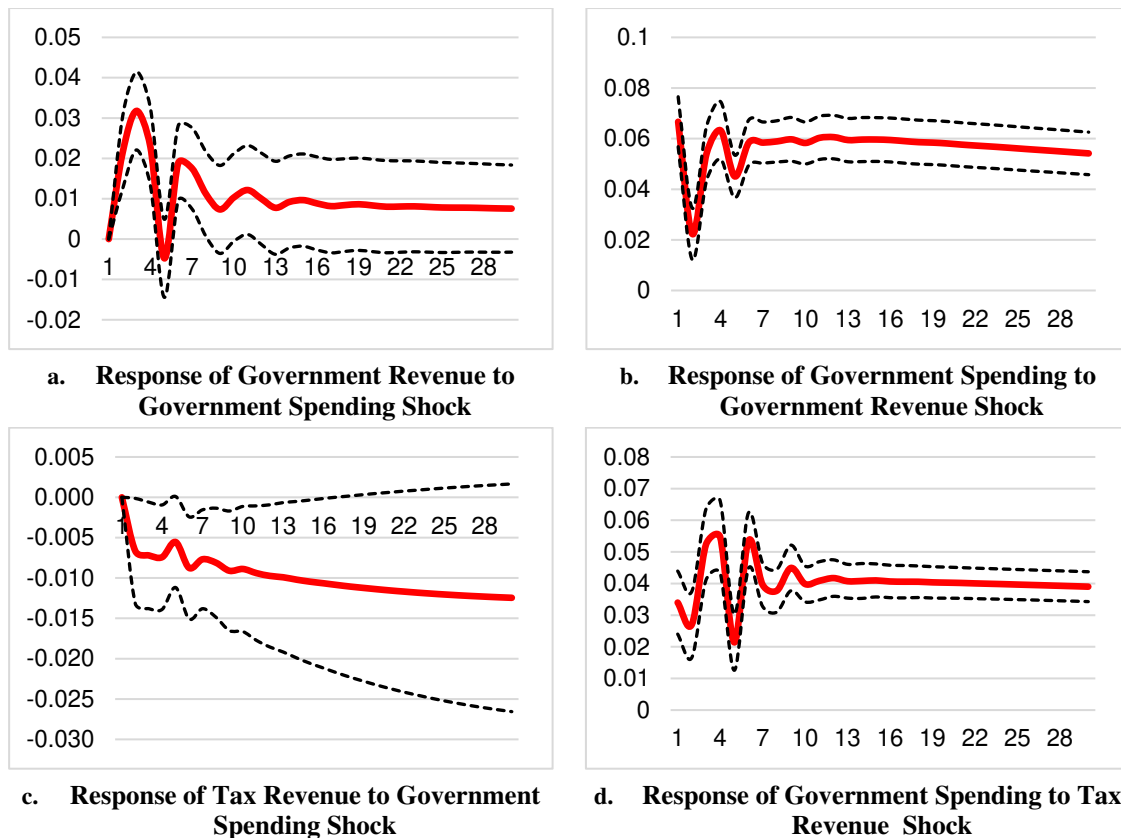 0.05
0.04
0.03
0.02
0.01
0
-0.01
-0.02
1 4 7 10 13 16 19 22 25 28
a. Response of Government Revenue to
Government Spending Shock
0.1
0.08
0.06
0.04
0.02
0
1 4 7 10 13 16 19 22 25 28
b. Response of Government Spending to
Government Revenue Shock
0.005
0.000
-0.005
-0.010
-0.015
-0.020
-0.025
-0.030
1 4 7 10 13 16 19 22 25 28
c. Response of Tax Revenue to Government
Spending Shock
0.08
0.07
0.06
0.05
0.04
0.03
0.02
0.01
0
1 4 7 10 13 16 19 22 25 28
d. Response of Government Spending to Tax
Revenue Shock